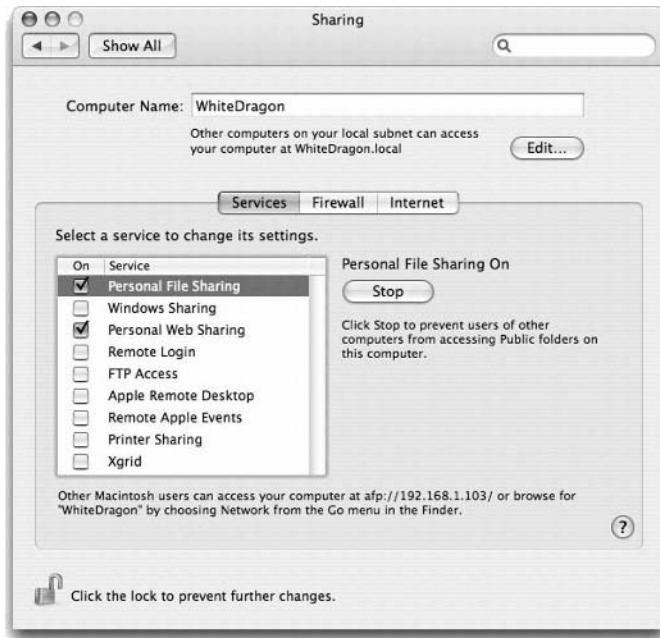 Sharing
Show All
Computer Name: WhiteDragon
Other computers on your local subnet can access
your computer at WhiteDragon.local
Edit...
Services Firewall Internet
Select a service to change its settings.
On Service
Personal File Sharing
Windows Sharing
Personal Web Sharing
Remote Login
FTP Access
Apple Remote Desktop
Remote Apple Events
Printer Sharing
Xgrid
Personal File Sharing On
Stop
Click Stop to prevent users of other
computers from accessing Public folders on
this computer.
Other Macintosh users can access your computer at afp://192.168.1.103/ or browse for
"WhiteDragon" by choosing Network from the Go menu in the Finder.
?
Click the lock to prevent further changes.